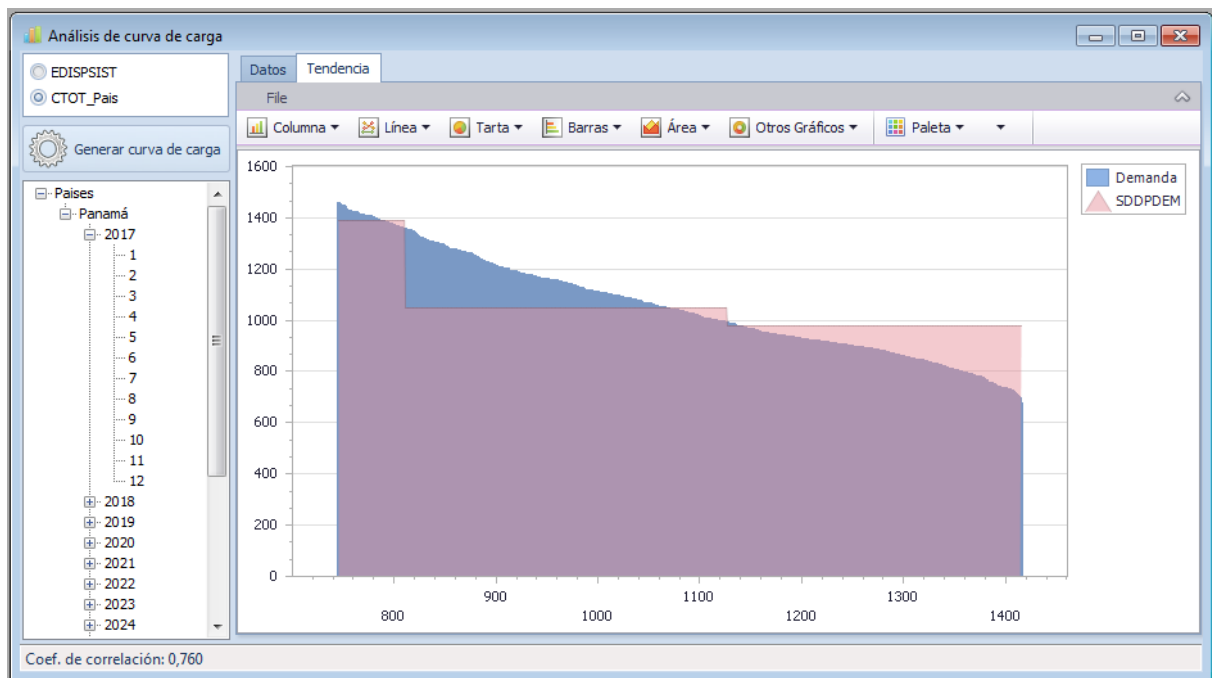 Análisis de curva de carga
EDISPSIST
CTOT_Pais
Generar curva de carga
Paises
Panamá
2017
1
2
3
4
5
6
7
8
9
10
11
12
2018
2019
2020
2021
2022
2023
2024
Datos Tendencia
File
Columna Línea Tarta Barras Área Otros Gráficos Paleta
1600
1400
1200
1000
800
600
400
200
0
900 1100 1300
800 1000 1200 1400
Demanda
SDDPDEM
Coef. de correlación: 0,760